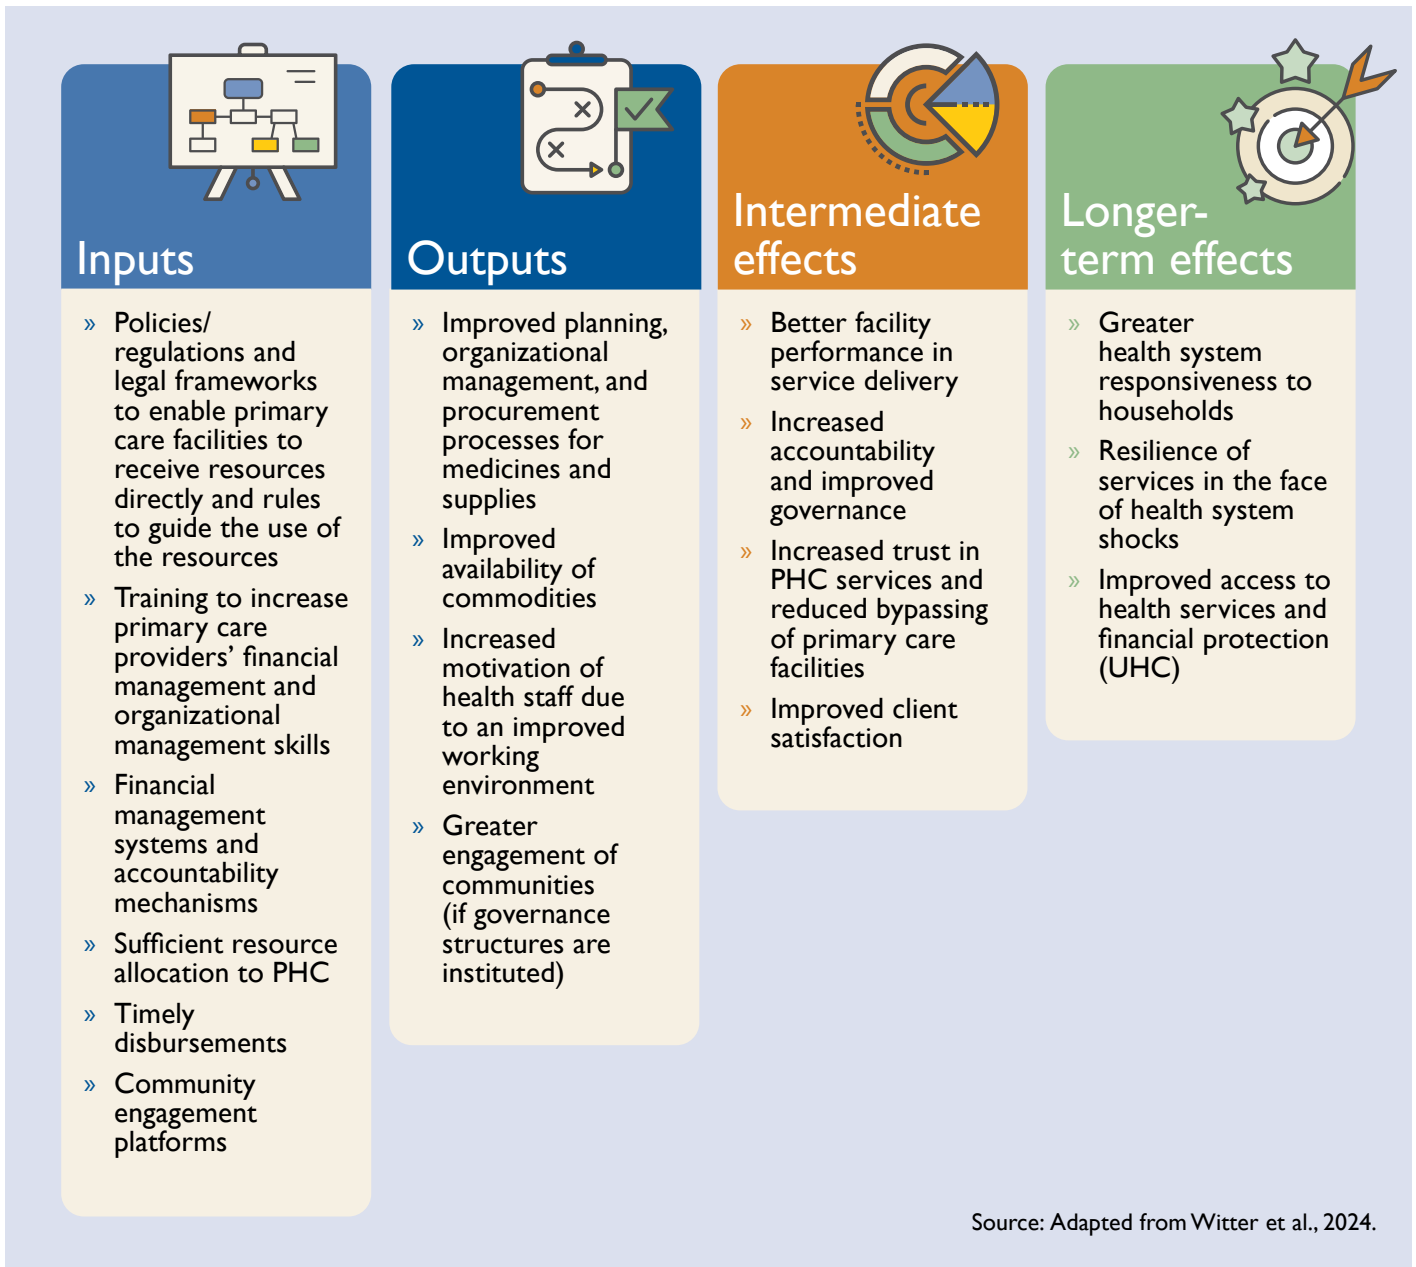 Inputs
» Policies/
regulations and
legal frameworks
to enable primary
care facilities to
receive resources
directly and rules
to guide the use of
the resources
» Training to increase
primary care
providers’ financial
management and
organizational
management skills
» Financial
management
systems and
accountability
mechanisms
» Sufficient resource
allocation to PHC
» Timely
disbursements
» Community
engagement
platforms
Outputs
» Improved planning,
organizational
management, and
procurement
processes for
medicines and
supplies
» Improved
availability of
commodities
» Increased
motivation of
health staff due
to an improved
working
environment
» Greater
engagement of
communities
(if governance
structures are
instituted)
Intermediate
effects
» Better facility
performance in
service delivery
» Increased
accountability
and improved
governance
» Increased trust in
PHC services and
reduced bypassing
of primary care
facilities
» Improved client
satisfaction
Longer-
term effects
» Greater
health system
responsiveness to
households
» Resilience of
services in the face
of health system
shocks
» Improved access to
health services and
financial protection
(UHC)
Source: Adapted from Witter et al., 2024.